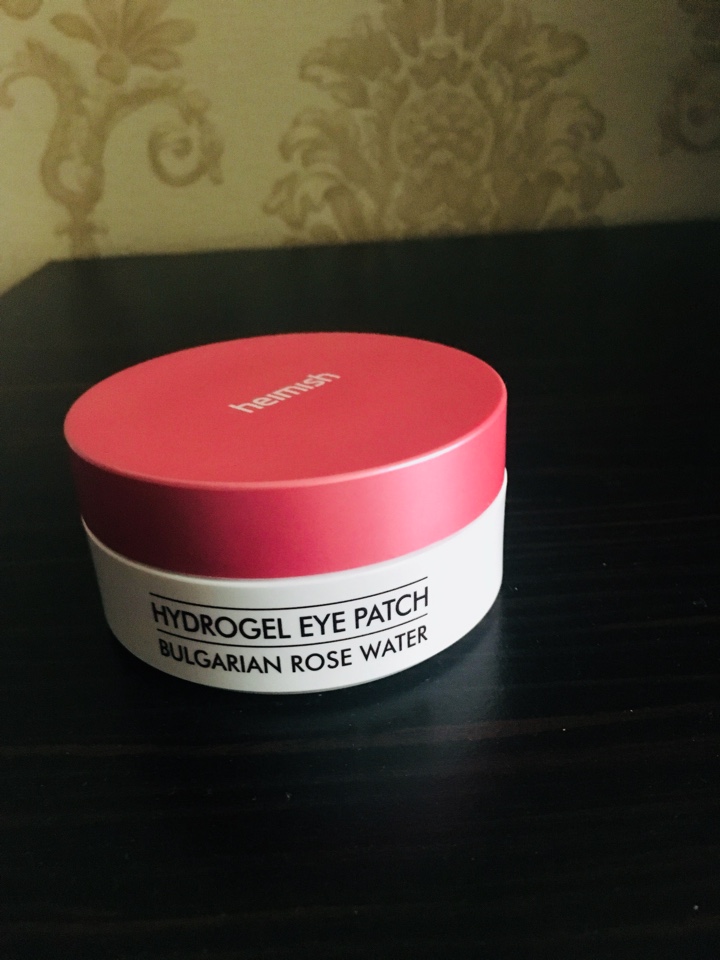 heimish
HYDROGEL EYE PATCH
BULGARIAN ROSE WATER